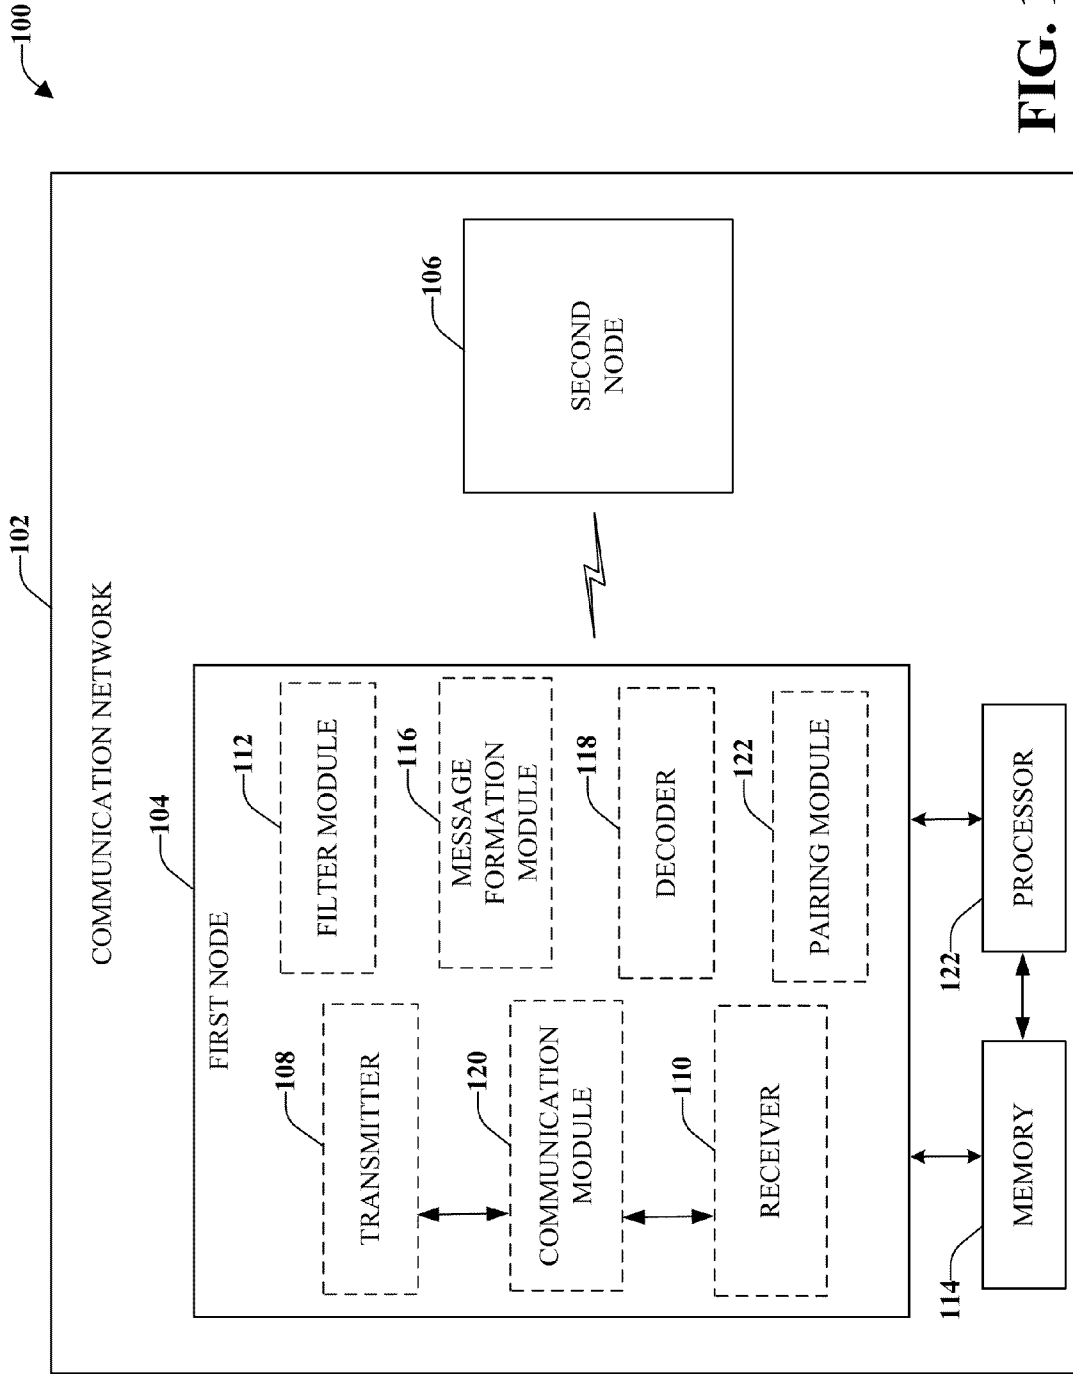 100
102
COMMUNICATION NETWORK
104
FIRST NODE
108
TRANSMITTER
112
FILTER MODULE
120
COMMUNICATION
MODULE
116
MESSAGE
FORMATION
MODULE
110
RECEIVER
118
DECODER
122
PAIRING MODULE
106
SECOND
NODE
114
MEMORY
122
PROCESSOR
FIG.